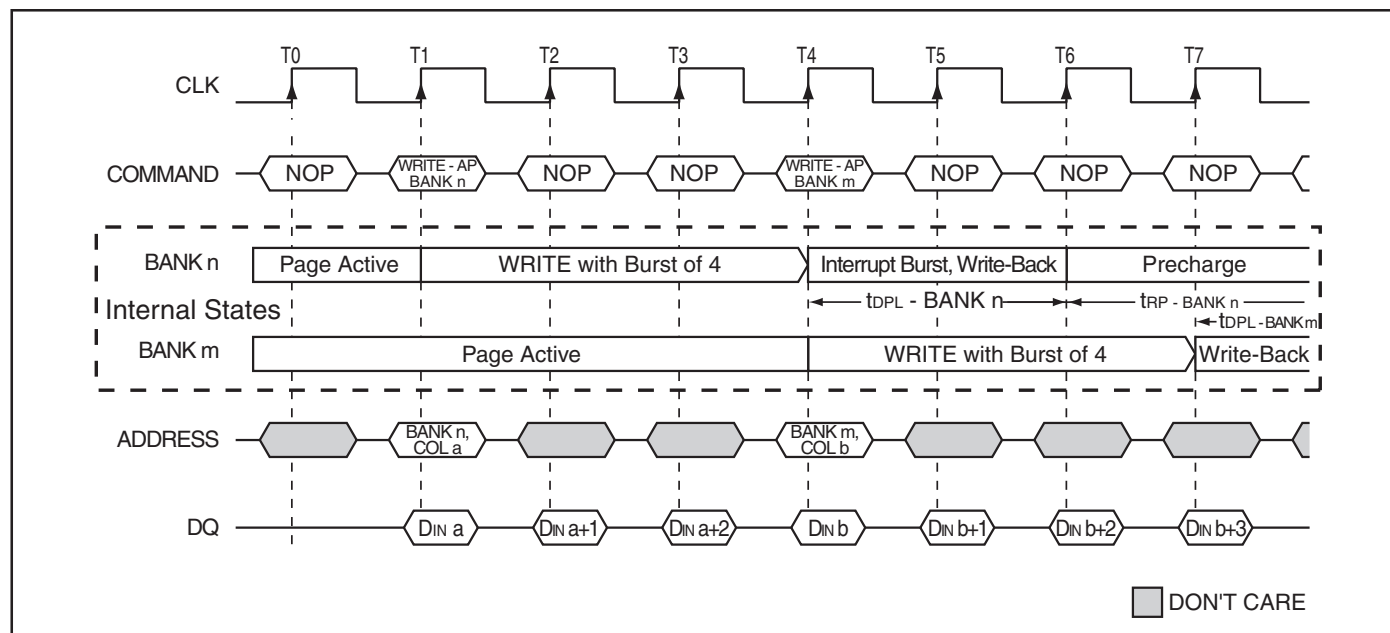 T0 T1 T2 T3 T4 T5 T6 T7
CLK
COMMAND NOP WRITE - AP BANK n NOP NOP WRITE - AP BANK m NOP NOP NOP
BANK n Page Active WRITE with Burst of 4 Interrupt Burst, Write-Back Precharge
tDPL - BANK n tRP - BANK n
Internal States
tDPL - BANK m
BANK m Page Active WRITE with Burst of 4 Write-Back
ADDRESS BANK n, COL a BANK m, COL b
DQ DIN a DIN a+1 DIN a+2 DIN b DIN b+1 DIN b+2 DIN b+3
DON'T CARE